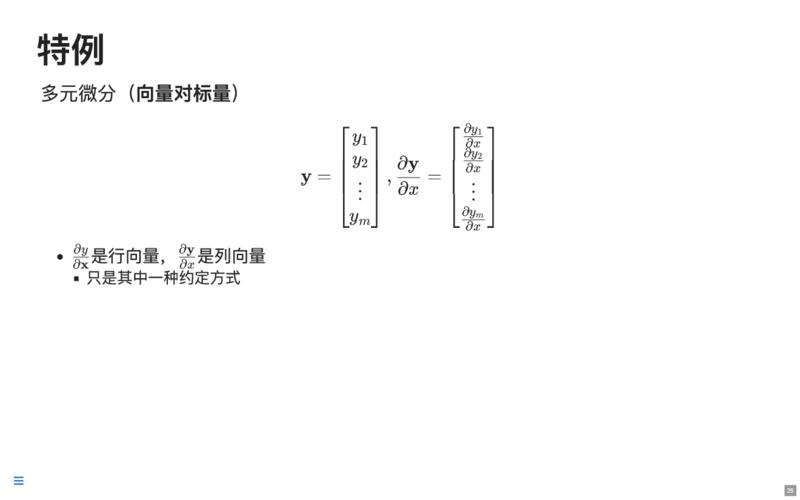 特例
多元微分（向量对标量）
$\mathbf{y} = \begin{bmatrix} y_1 \\ y_2 \\ \vdots \\ y_m \end{bmatrix}, \frac{\partial \mathbf{y}}{\partial x} = \begin{bmatrix} \frac{\partial y_1}{\partial x} \\ \frac{\partial y_2}{\partial x} \\ \vdots \\ \frac{\partial y_m}{\partial x} \end{bmatrix}$
• $\frac{\partial y}{\partial \mathbf{x}}$是行向量，$\frac{\partial \mathbf{y}}{\partial x}$是列向量
▪ 只是其中一种约定方式
25